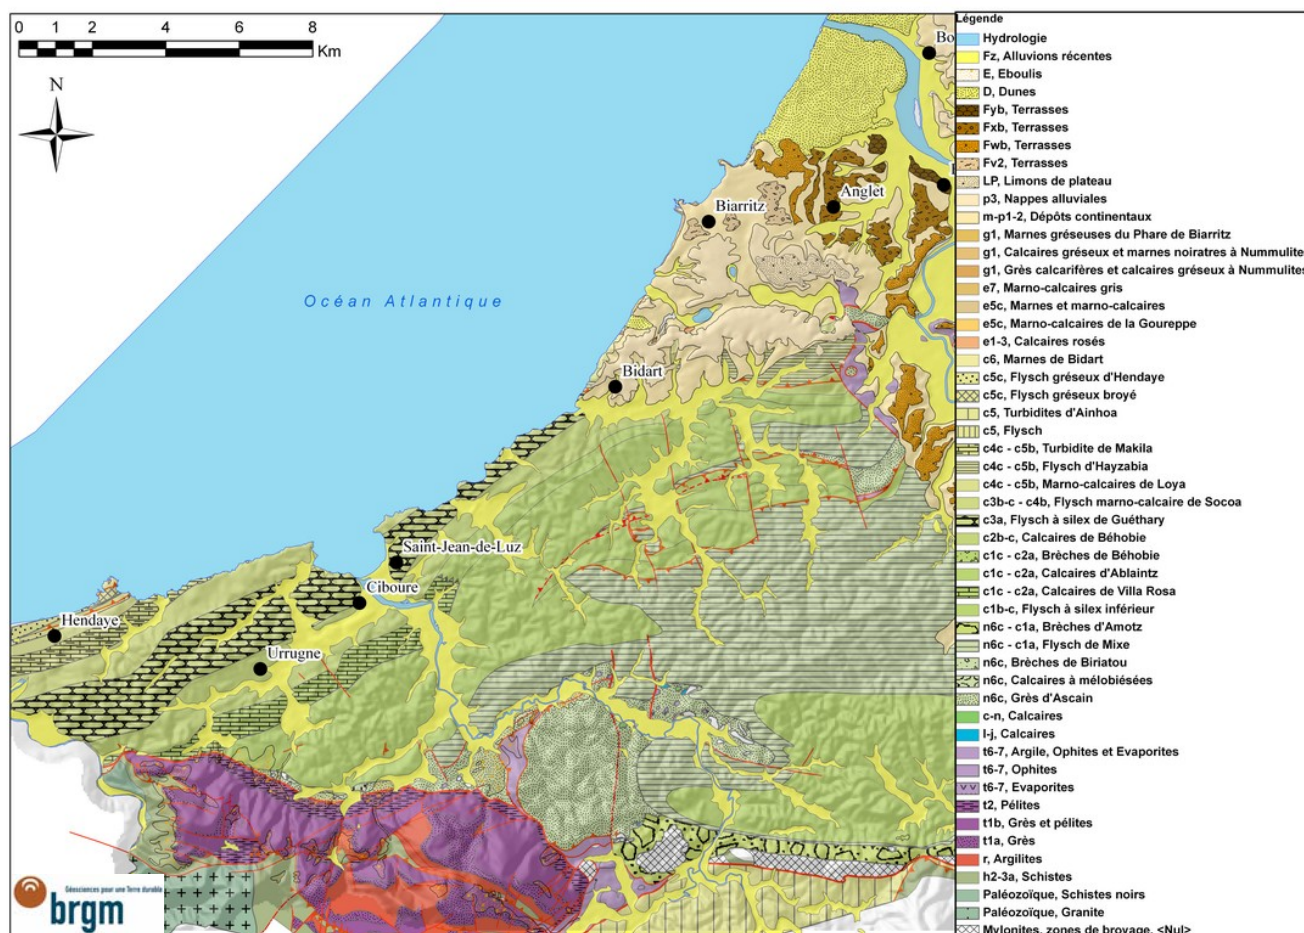 0 1 2 4 6 8
Km
N
Océan Atlantique
Biarritz
Anglet
Bidart
Saint-Jean-de-Luz
Ciboure
Hendaye
Urrugne
Géosciences pour une Terre durable
brgm
Légende
Hydrologie
Fz, Alluvions récentes
E, Eboulis
D, Dunes
Fyb, Terrasses
Fxb, Terrasses
Fwb, Terrasses
Fv2, Terrasses
LP, Limons de plateau
p3, Nappes alluviales
m-p1-2, Dépôts continentaux
g1, Marnes gréseuses du Phare de Biarritz
g1, Calcaires gréseux et marnes noiratres à Nummulite
g1, Grès calcarifères et calcaires gréseux à Nummulites
e7, Marno-calcaires gris
e5c, Marnes et marno-calcaires
e5c, Marno-calcaires de la Goureppe
e1-3, Calcaires rosés
c6, Marnes de Bidart
c5c, Flysch gréseux d'Hendaye
c5c, Flysch gréseux broyé
c5, Turbidites d'Ainhoa
c5, Flysch
c4c - c5b, Turbidite de Makila
c4c - c5b, Flysch d'Hayzabia
c4c - c5b, Marno-calcaires de Loya
c3b-c - c4b, Flysch marno-calcaire de Socoa
c3a, Flysch à silex de Guéthary
c2b-c, Calcaires de Béhobie
c1c - c2a, Brèches de Béhobie
c1c - c2a, Calcaires d'Ablaintz
c1c - c2a, Calcaires de Villa Rosa
c1b-c, Flysch à silex inférieur
n6c - c1a, Brèches d'Amotz
n6c - c1a, Flysch de Mixe
n6c, Brèches de Biriatou
n6c, Calcaires à mélobiésées
n6c, Grès d'Ascain
c-n, Calcaires
l-j, Calcaires
t6-7, Argile, Ophites et Evaporites
t6-7, Ophites
t6-7, Evaporites
t2, Pélites
t1b, Grès et pélites
t1a, Grès
r, Argilites
h2-3a, Schistes
Paléozoïque, Schistes noirs
Paléozoïque, Granite
Mylonites, zones de broyage, <Nul>